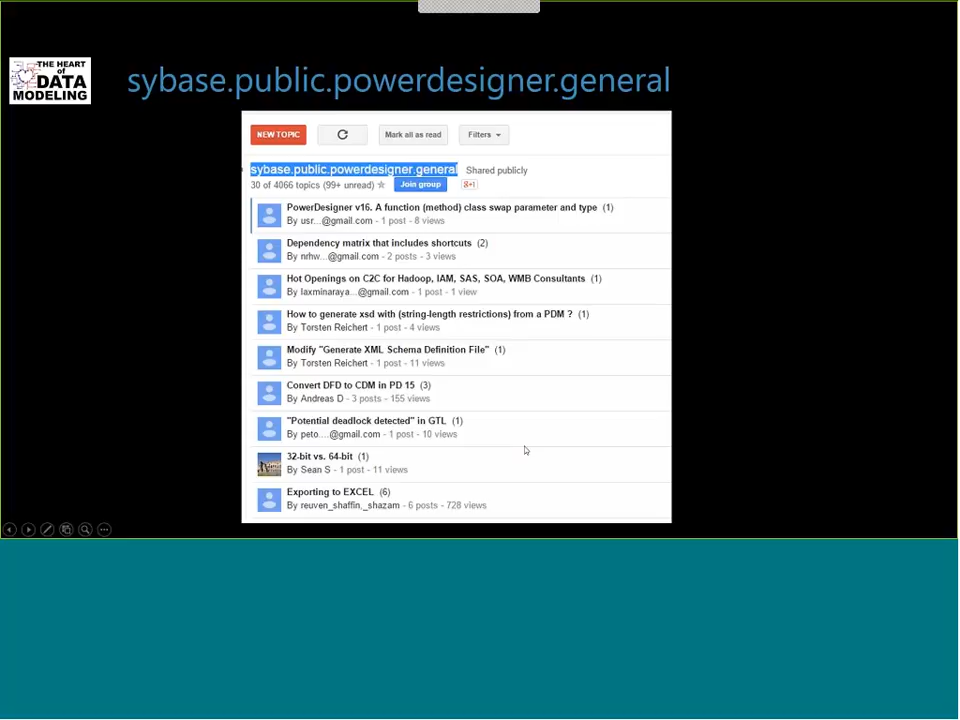 THE HEART
of
DATA
MODELING
sybase.public.powerdesigner.general
NEW TOPIC
Mark all as read
Filters
sybase.public.powerdesigner.general Shared publicly
30 of 4066 topics (99+ unread) Join group g+1
PowerDesigner v16. A function (method) class swap parameter and type (1)
By usr...@gmail.com - 1 post - 8 views
Dependency matrix that includes shortcuts (2)
By nrhw...@gmail.com - 2 posts - 3 views
Hot Openings on C2C for Hadoop, IAM, SAS, SOA, WMB Consultants (1)
By laxminaraya...@gmail.com - 1 post - 1 view
How to generate xsd with (string-length restrictions) from a PDM ? (1)
By Torsten Reichert - 1 post - 4 views
Modify "Generate XML Schema Definition File" (1)
By Torsten Reichert - 1 post - 11 views
Convert DFD to CDM in PD 15 (3)
By Andreas D - 3 posts - 155 views
"Potential deadlock detected" in GTL (1)
By peto....@gmail.com - 1 post - 10 views
32-bit vs. 64-bit (1)
By Sean S - 1 post - 11 views
Exporting to EXCEL (6)
By reuven_shaffin,_shazam - 6 posts - 728 views